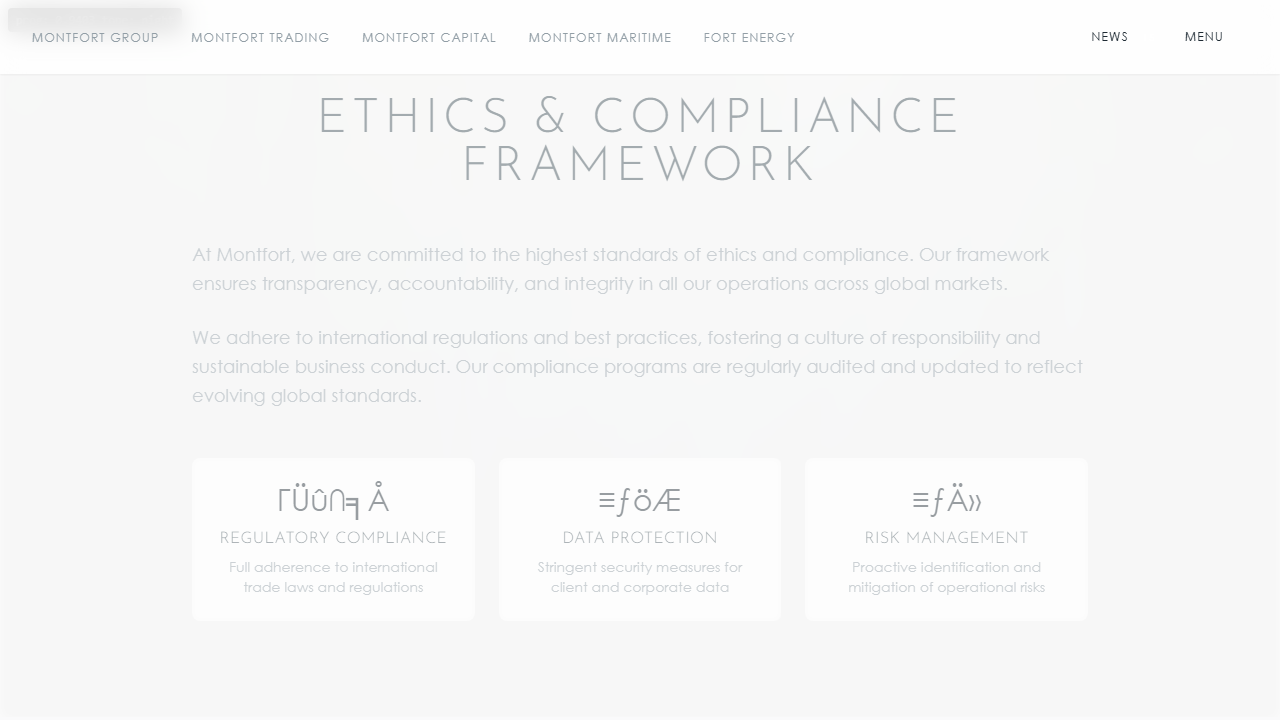 MONTFORT GROUP MONTFORT TRADING MONTFORT CAPITAL MONTFORT MARITIME FORT ENERGY NEWS MENU
ETHICS & COMPLIANCE
FRAMEWORK
At Montfort, we are committed to the highest standards of ethics and compliance. Our framework
ensures transparency, accountability, and integrity in all our operations across global markets.
We adhere to international regulations and best practices, fostering a culture of responsibility and
sustainable business conduct. Our compliance programs are regularly audited and updated to reflect
evolving global standards.
ΓÜû∩╕Å
REGULATORY COMPLIANCE
Full adherence to international
trade laws and regulations
≡ƒöÆ
DATA PROTECTION
Stringent security measures for
client and corporate data
≡ƒÄ»
RISK MANAGEMENT
Proactive identification and
mitigation of operational risks